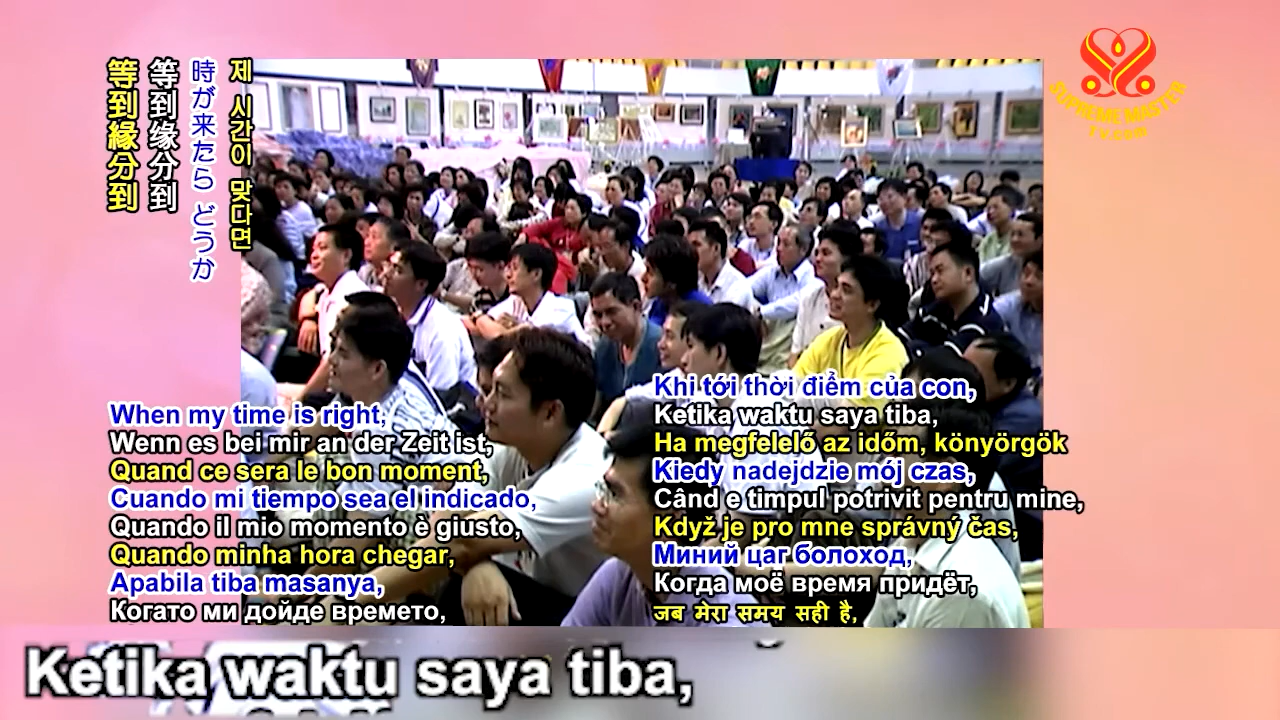 等到緣分到
等到缘分到
時が来たら どうか
제 시간이 맞다면
SUPREME MASTER
TV.com
When my time is right,
Wenn es bei mir an der Zeit ist,
Quand ce sera le bon moment,
Cuando mi tiempo sea el indicado,
Quando il mio momento è giusto,
Quando minha hora chegar,
Apabila tiba masanya,
Когато ми дойде времето,
Khi tới thời điểm của con,
Ketika waktu saya tiba,
Ha megfelelő az időm, könyörgök
Kiedy nadejdzie mój czas,
Când e timpul potrivit pentru mine,
Když je pro mne správný čas,
Миний цаг болоход,
Когда моё время придёт,
जब मेरा समय सही है,
Ketika waktu saya tiba,